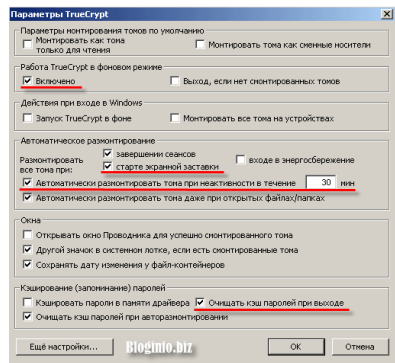 Параметры TrueCrypt
Параметры монтирования томов по умолчанию
Монтировать как тома только для чтения
Монтировать тома как сменные носители
Работа TrueCrypt в фоновом режиме
Включено
Выход, если нет смонтированных томов
Действия при входе в Windows
Запуск TrueCrypt в фоне
Монтировать все тома на устройствах
Автоматическое размонтирование
Размонтировать все тома при:
завершении сеансов
входе в энергосбережение
старте экранной заставки
Автоматически размонтировать тома при неактивности в течение 30 мин
Автоматически размонтировать тома даже при открытых файлах/папках
Окна
Открывать окно Проводника для успешно смонтированного тома
Другой значок в системном лотке, если есть смонтированные тома
Сохранять дату изменения у файл-контейнеров
Кэширование (запоминание) паролей
Кэшировать пароли в памяти драйвера
Очищать кэш паролей при выходе
Очищать кэш паролей при авторазмонтировании
Ещё настройки...
Bloginfo.biz
OK
Отмена